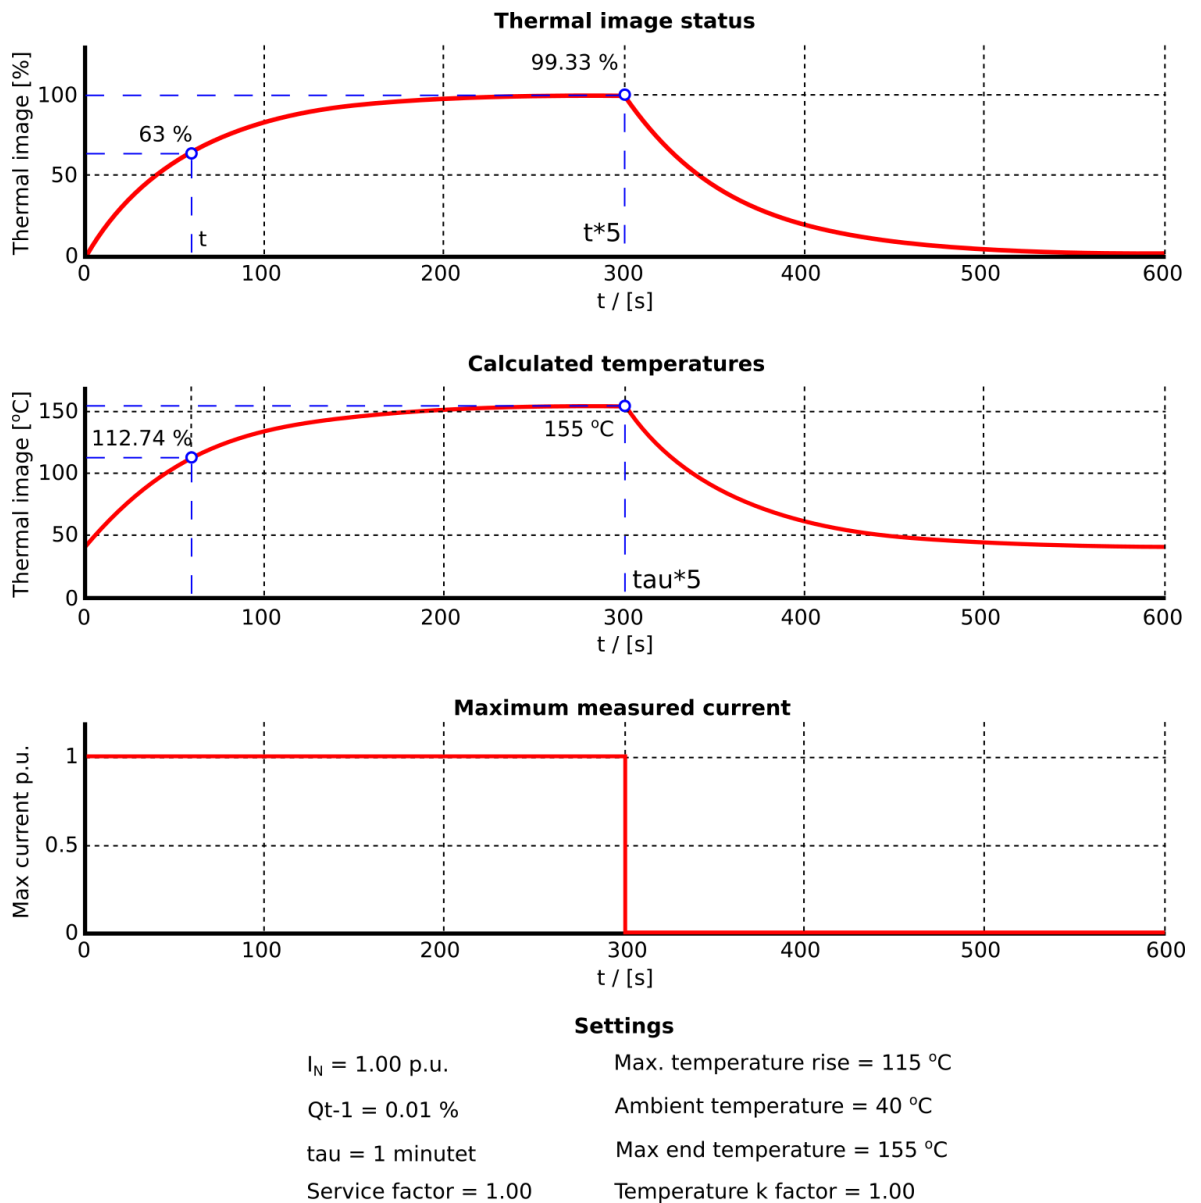 Thermal image status
Thermal image [%]
99.33 %
100
63 %
50
t
t*5
0
0 100 200 300 400 500 600
t / [s]
Calculated temperatures
Thermal image [°C]
150
112.74 %
155 °C
100
50
tau*5
0
0 100 200 300 400 500 600
t / [s]
Maximum measured current
Max current p.u.
1
0.5
0
0 100 200 300 400 500 600
t / [s]
Settings
I_N = 1.00 p.u. Max. temperature rise = 115 °C
Qt-1 = 0.01 % Ambient temperature = 40 °C
tau = 1 minutet Max end temperature = 155 °C
Service factor = 1.00 Temperature k factor = 1.00